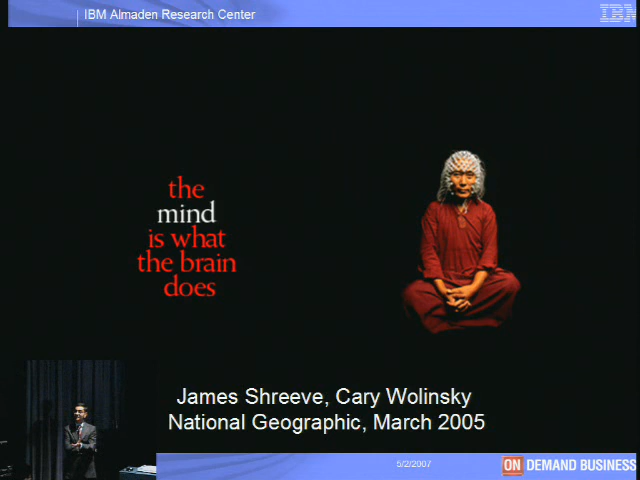 IBM Almaden Research Center
IBM
the
mind
is what
the brain
does
James Shreeve, Cary Wolinsky
National Geographic, March 2005
5/2/2007
ON DEMAND BUSINESS